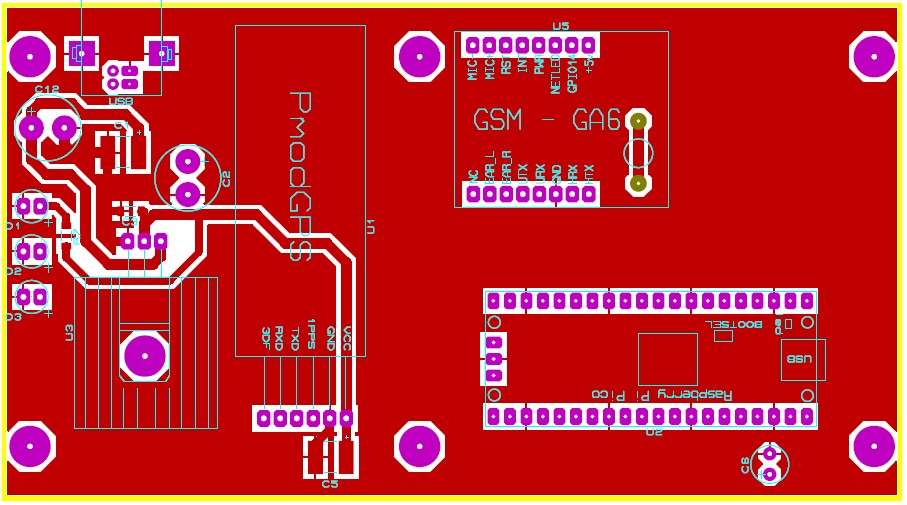 U5
MIC-
MIC+
RST
INT
PWR
NETLED
GPIO14
+5V
USB
C12
GSM - GA6
PmodGPS
C2
NC
EAR_L
EAR_R
UTX
URX
GND
HRX
HTX
D1
U1
D2
D3
U3
BOOTSEL
USB
3DF
RXD
TXD
1PPS
GND
VCC
Raspberry Pi Pico
U2
C6
C5